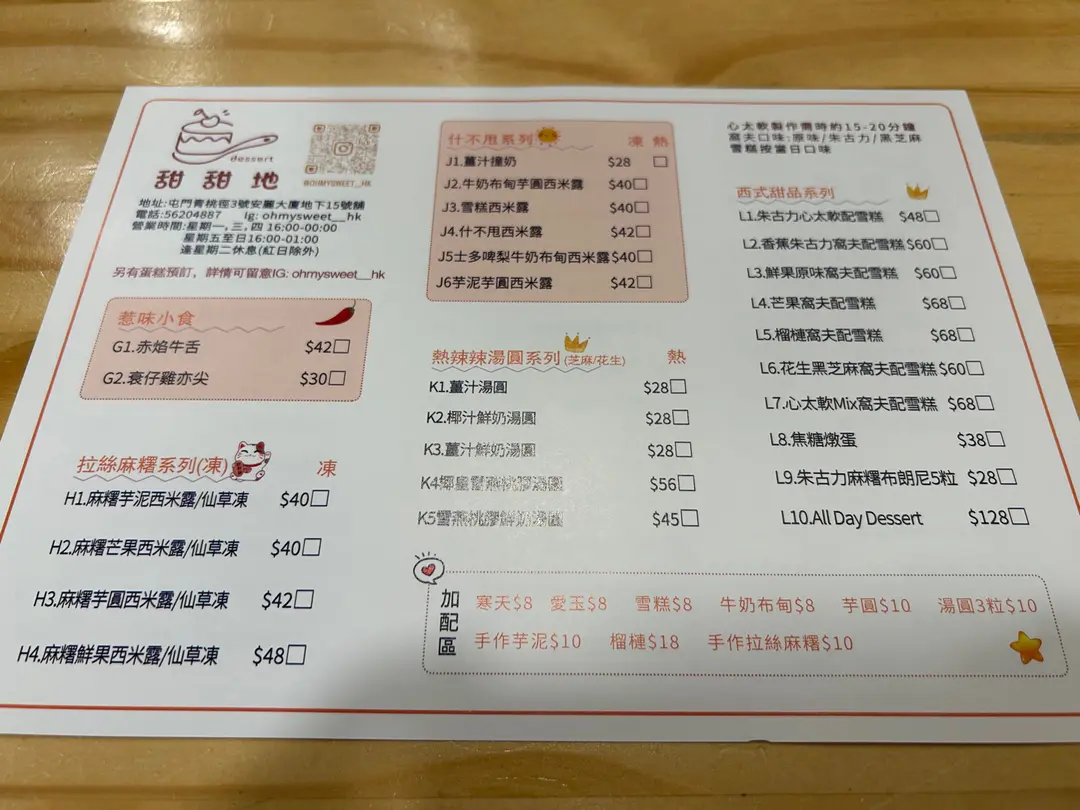 dessert
甜甜地
@OHMYSWEET__HK
地址:屯門青桃徑3號安麗大廈地下15號舖
電話:56204887 Ig: ohmysweet__hk
營業時間:星期一,三,四 16:00-00:00
星期五至日16:00-01:00
逢星期二休息(紅日除外)
另有蛋糕預訂，詳情可留意IG: ohmysweet__hk
惹味小食
G1.赤焰牛舌 $42
G2.衰仔雞亦尖 $30
拉絲麻糬系列(凍) 凍
H1.麻糬芋泥西米露/仙草凍 $40
H2.麻糬芒果西米露/仙草凍 $40
H3.麻糬芋圓西米露/仙草凍 $42
H4.麻糬鮮果西米露/仙草凍 $48
什不甩系列 凍 熱
J1.薑汁撞奶 $28
J2.牛奶布甸芋圓西米露 $40
J3.雪糕西米露 $40
J4.什不甩西米露 $42
J5士多啤梨牛奶布甸西米露$40
J6芋泥芋圓西米露 $42
熱辣辣湯圓系列(芝麻/花生) 熱
K1.薑汁湯圓 $28
K2.椰汁鮮奶湯圓 $28
K3.薑汁鮮奶湯圓 $28
K4椰皇雪燕桃膠湯圓 $56
K5雪燕桃膠鮮奶湯圓 $45
心太軟製作需時約15-20分鐘
窩夫口味:原味/朱古力/黑芝麻
雪糕按當日口味
西式甜品系列
L1.朱古力心太軟配雪糕 $48
L2.香蕉朱古力窩夫配雪糕$60
L3.鮮果原味窩夫配雪糕 $60
L4.芒果窩夫配雪糕 $68
L5.榴槤窩夫配雪糕 $68
L6.花生黑芝麻窩夫配雪糕$60
L7.心太軟Mix窩夫配雪糕 $68
L8.焦糖燉蛋 $38
L9.朱古力麻糬布朗尼5粒 $28
L10.All Day Dessert $128
加配區
寒天$8 愛玉$8 雪糕$8 牛奶布甸$8 芋圓$10 湯圓3粒$10
手作芋泥$10 榴槤$18 手作拉絲麻糬$10